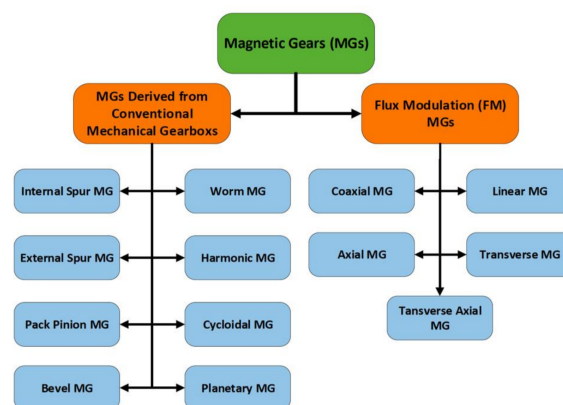 Magnetic Gears (MGs)
MGs Derived from
Conventional
Mechanical Gearboxs
Flux Modulation (FM)
MGs
Internal Spur MG
Worm MG
Coaxial MG
Linear MG
External Spur MG
Harmonic MG
Axial MG
Transverse MG
Pack Pinion MG
Cycloidal MG
Tansverse Axial
MG
Bevel MG
Planetary MG